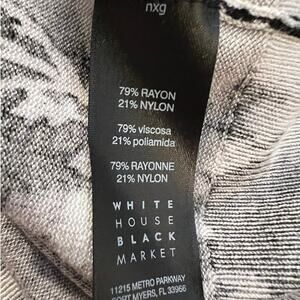 nxg
79% RAYON
21% NYLON
79% viscosa
21% poliamida
79% RAYONNE
21% NYLON
WHITE
HOUSE
BLACK
MARKET
11215 METRO PARKWAY
FORT MYERS, FL 33966